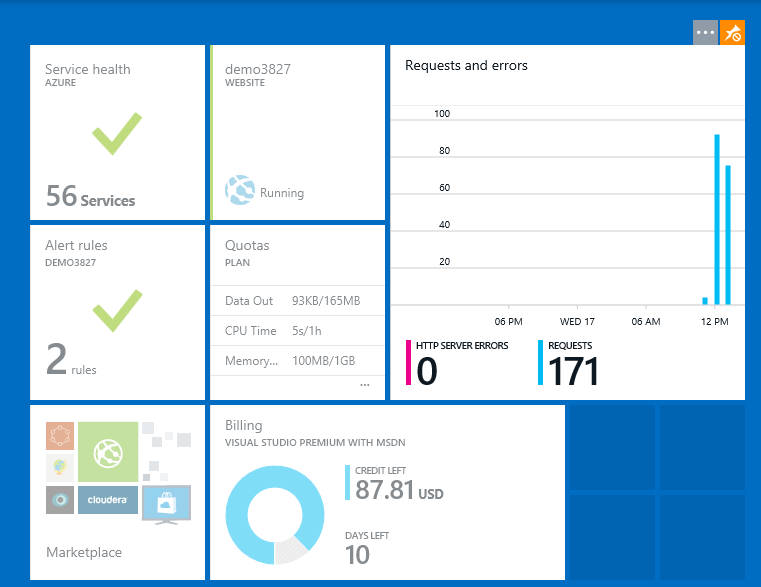 Service health
AZURE
56 Services
demo3827
WEBSITE
Running
Requests and errors
100
80
60
40
20
06 PM
WED 17
06 AM
12 PM
HTTP SERVER ERRORS
0
REQUESTS
171
Alert rules
DEMO3827
2 rules
Quotas
PLAN
Data Out 93KB/165MB
CPU Time 5s/1h
Memory... 100MB/1GB
...
cloudera
Marketplace
Billing
VISUAL STUDIO PREMIUM WITH MSDN
CREDIT LEFT
87.81 USD
DAYS LEFT
10